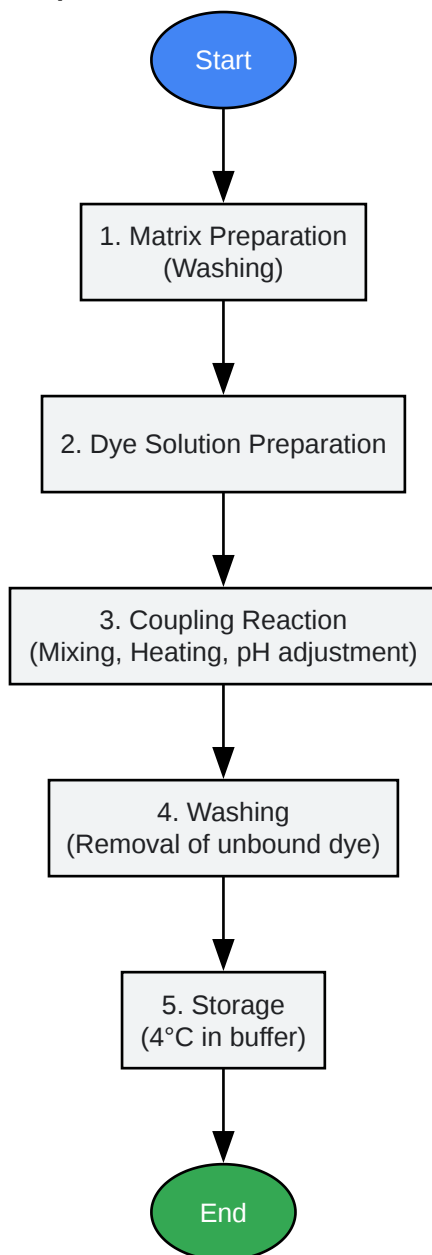 Start
1. Matrix Preparation
(Washing)
2. Dye Solution Preparation
3. Coupling Reaction
(Mixing, Heating, pH adjustment)
4. Washing
(Removal of unbound dye)
5. Storage
(4°C in buffer)
End